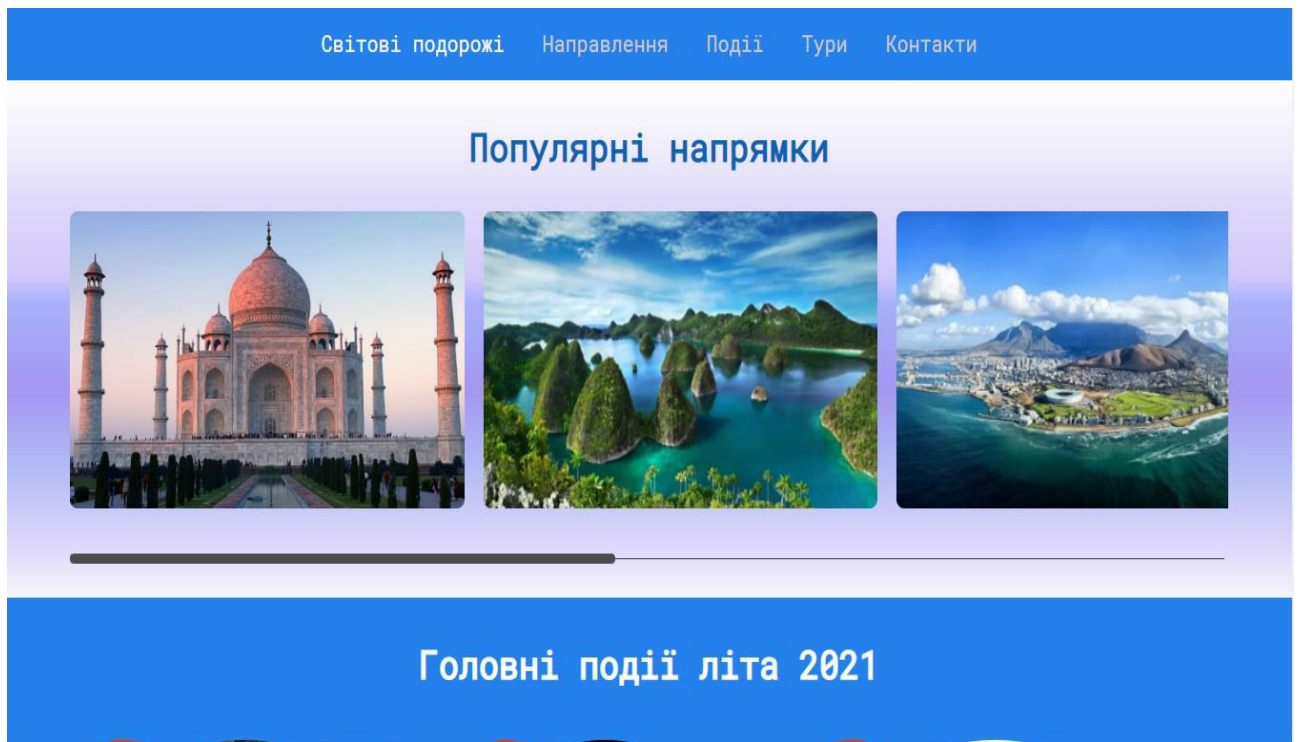 Світові подорожі Направлення Події Тури Контакти
Популярні напрямки
Головні події літа 2021